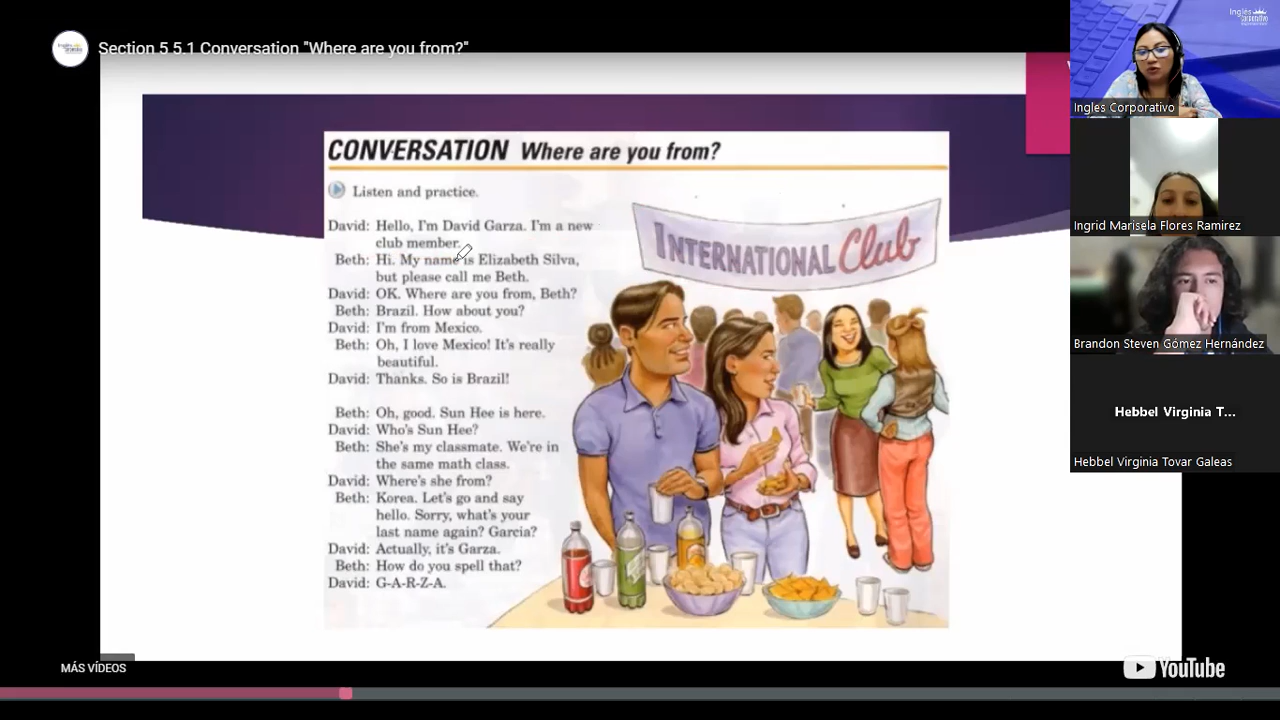 Section 5 5.1 Conversation "Where are you from?"
CONVERSATION Where are you from?
Listen and practice.
David: Hello, I'm David Garza. I'm a new
club member.
Beth: Hi. My name is Elizabeth Silva,
but please call me Beth.
David: OK. Where are you from, Beth?
Beth: Brazil. How about you?
David: I'm from Mexico.
Beth: Oh, I love Mexico! It's really
beautiful.
David: Thanks. So is Brazil!
Beth: Oh, good. Sun Hee is here.
David: Who's Sun Hee?
Beth: She's my classmate. We're in
the same math class.
David: Where's she from?
Beth: Korea. Let's go and say
hello. Sorry, what's your
last name again? Garcia?
David: Actually, it's Garza.
Beth: How do you spell that?
David: G-A-R-Z-A.
INTERNATIONAL Club
MÁS VÍDEOS
YouTube
Inglés
corporativo
Ingles Corporativo
Ingrid Marisela Flores Ramirez
Brandon Steven Gómez Hernández
Hebbel Virginia T...
Hebbel Virginia Tovar Galeas